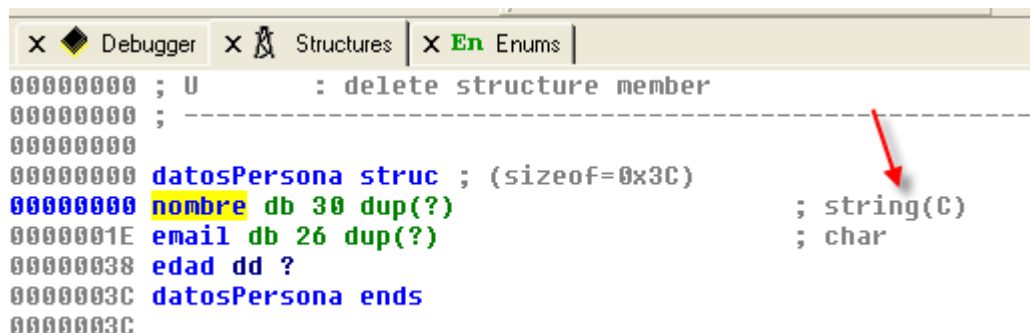 x Debugger x Structures x En Enums
00000000 ; U : delete structure member
00000000 ; ----------------------------------------------------
00000000
00000000 datosPersona struc ; (sizeof=0x3C)
00000000 nombre db 30 dup(?) ; string(C)
0000001E email db 26 dup(?) ; char
00000038 edad dd ?
0000003C datosPersona ends
0000003C